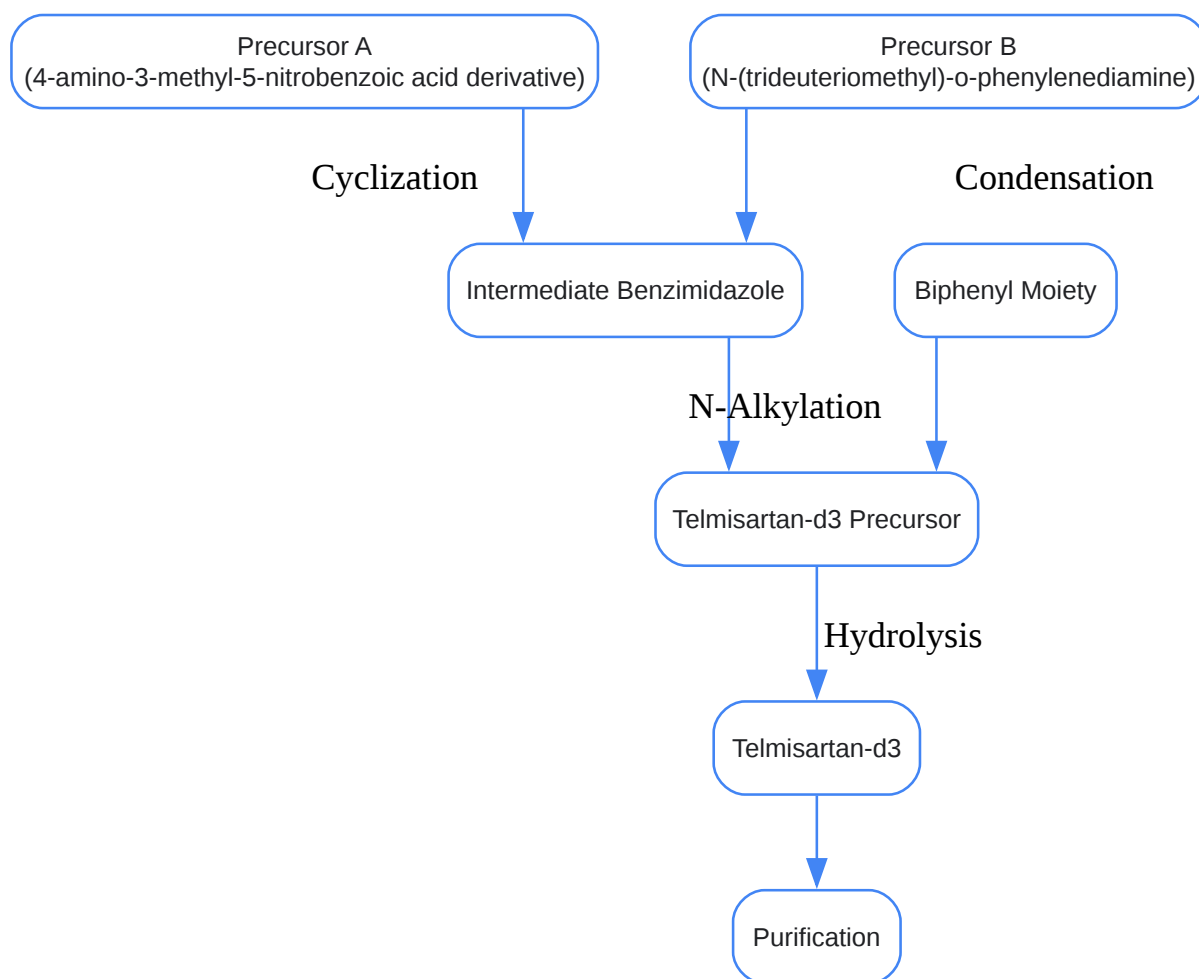 Precursor A
(4-amino-3-methyl-5-nitrobenzoic acid derivative)
Precursor B
(N-(trideuteriomethyl)-o-phenylenediamine)
Cyclization
Condensation
Intermediate Benzimidazole
Biphenyl Moiety
N-Alkylation
Telmisartan-d3 Precursor
Hydrolysis
Telmisartan-d3
Purification